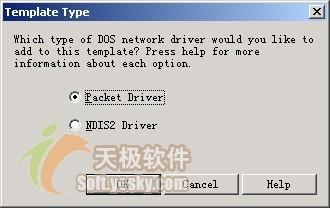 Template Type
Which type of DOS network driver would you like to
add to this template? Press help for more
information about each option.
Packet Driver
NDIS2 Driver
天极软件
Soft.yesky.com
OK Cancel Help